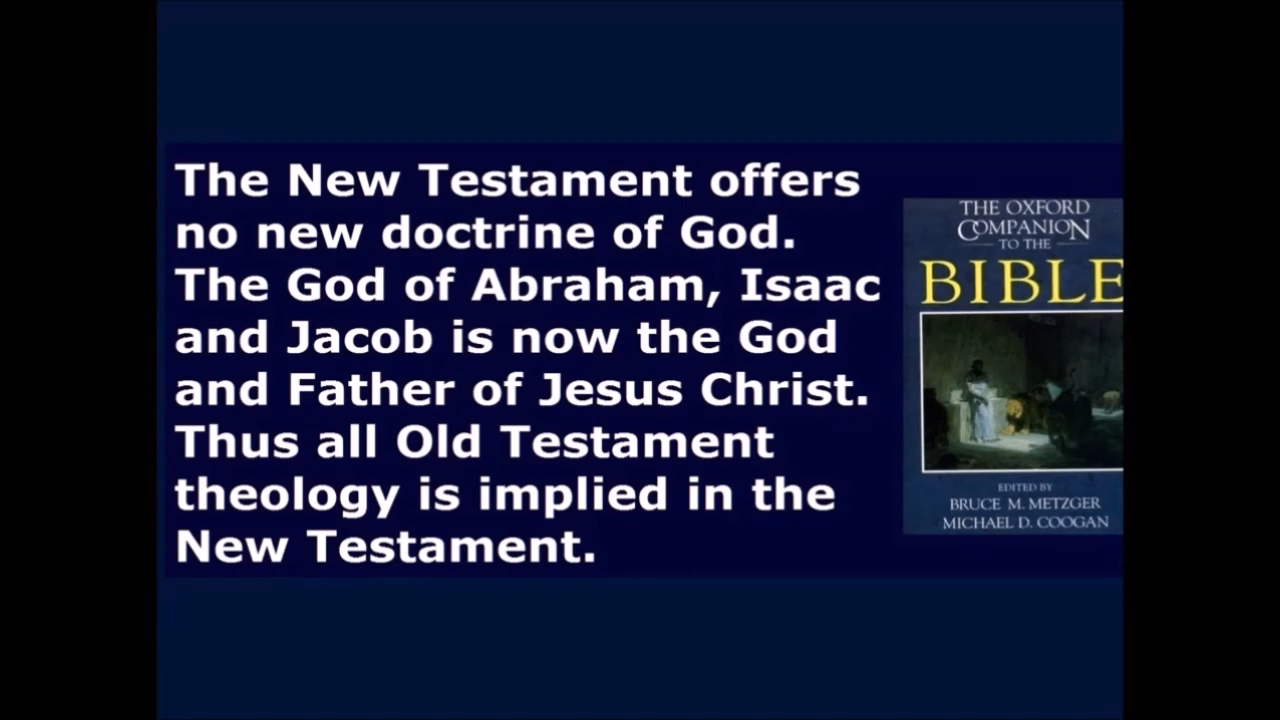 The New Testament offers
no new doctrine of God.
The God of Abraham, Isaac
and Jacob is now the God
and Father of Jesus Christ.
Thus all Old Testament
theology is implied in the
New Testament.
THE OXFORD
COMPANION
TO THE
BIBLE
EDITED BY
BRUCE M. METZGER
MICHAEL D. COOGAN